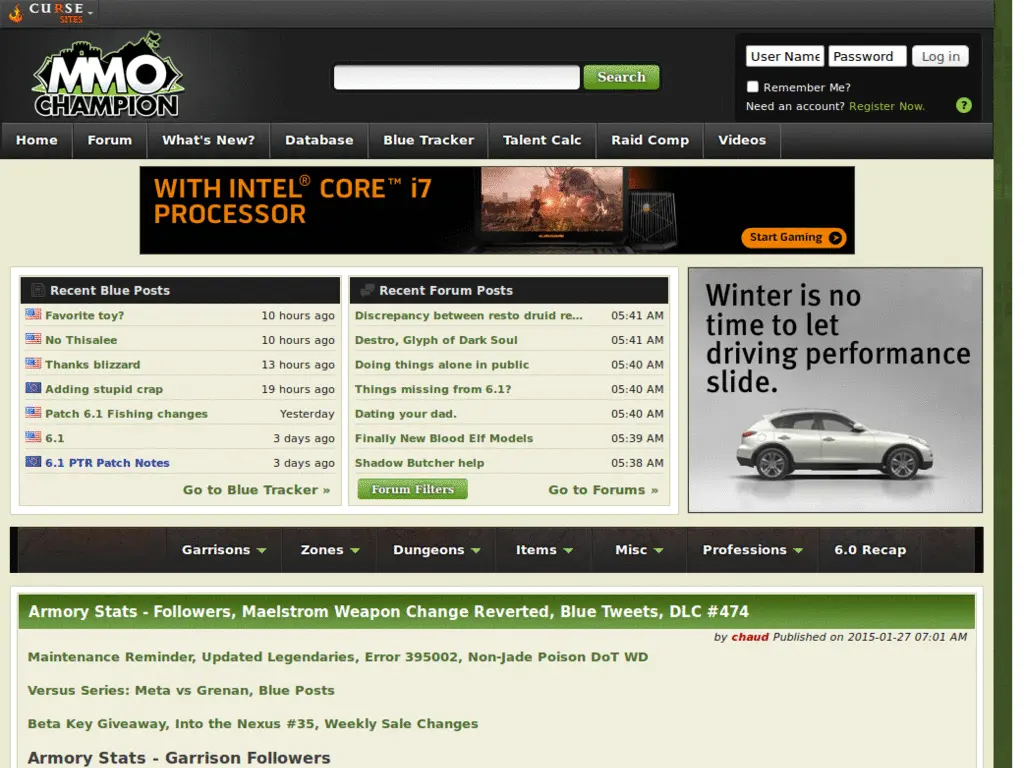 CURSE
SITES
MMO
CHAMPION
Search
User Name
Password
Log in
Remember Me?
Need an account? Register Now.
?
Home
Forum
What's New?
Database
Blue Tracker
Talent Calc
Raid Comp
Videos
WITH INTEL® CORE™ i7
PROCESSOR
Start Gaming
Recent Blue Posts
Favorite toy? 10 hours ago
No Thisalee 10 hours ago
Thanks blizzard 13 hours ago
Adding stupid crap 19 hours ago
Patch 6.1 Fishing changes Yesterday
6.1 3 days ago
6.1 PTR Patch Notes 3 days ago
Go to Blue Tracker »
Recent Forum Posts
Discrepancy between resto druid re... 05:41 AM
Destro, Glyph of Dark Soul 05:41 AM
Doing things alone in public 05:40 AM
Things missing from 6.1? 05:40 AM
Dating your dad. 05:40 AM
Finally New Blood Elf Models 05:39 AM
Shadow Butcher help 05:38 AM
Forum Filters Go to Forums »
Winter is no
time to let
driving performance
slide.
Garrisons
Zones
Dungeons
Items
Misc
Professions
6.0 Recap
Armory Stats - Followers, Maelstrom Weapon Change Reverted, Blue Tweets, DLC #474
by chaud Published on 2015-01-27 07:01 AM
Maintenance Reminder, Updated Legendaries, Error 395002, Non-Jade Poison DoT WD
Versus Series: Meta vs Grenan, Blue Posts
Beta Key Giveaway, Into the Nexus #35, Weekly Sale Changes
Armory Stats - Garrison Followers